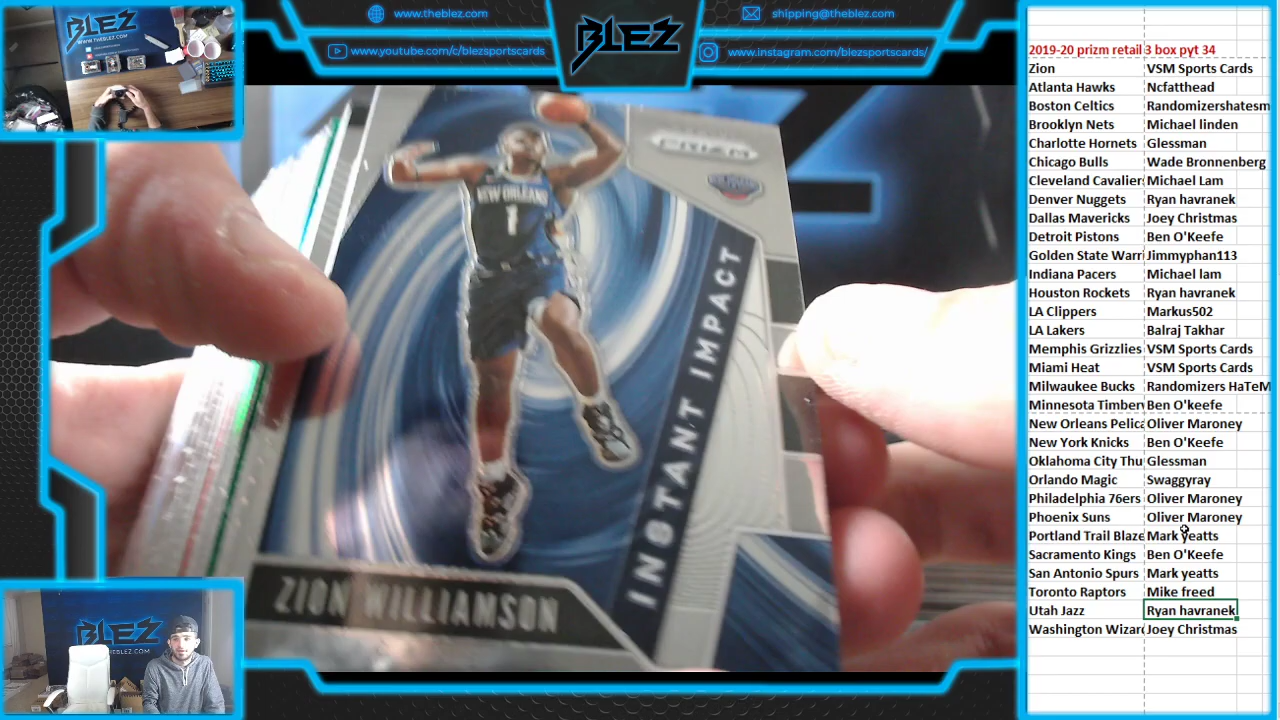 www.theblez.com
www.youtube.com/c/blezsportscards
BLEZ
shipping@theblez.com
www.instagram.com/blezsportscards/
BLEZ
WWW.THEBLEZ.COM
PRIZM
NEW ORLEANS
1
INSTANT IMPACT
ZION WILLIAMSON
BLEZ
2019-20 prizm retail 3 box pyt 34
Zion VSM Sports Cards
Atlanta Hawks Ncfatthead
Boston Celtics Randomizershatesm
Brooklyn Nets Michael linden
Charlotte Hornets Glessman
Chicago Bulls Wade Bronnenberg
Cleveland Cavalier Michael Lam
Denver Nuggets Ryan havranek
Dallas Mavericks Joey Christmas
Detroit Pistons Ben O'Keefe
Golden State Warri Jimmyphan113
Indiana Pacers Michael lam
Houston Rockets Ryan havranek
LA Clippers Markus502
LA Lakers Balraj Takhar
Memphis Grizzlies VSM Sports Cards
Miami Heat VSM Sports Cards
Milwaukee Bucks Randomizers HaTeM
Minnesota Timberv Ben O'keefe
New Orleans Pelica Oliver Maroney
New York Knicks Ben O'Keefe
Oklahoma City Thu Glessman
Orlando Magic Swaggyray
Philadelphia 76ers Oliver Maroney
Phoenix Suns Oliver Maroney
Portland Trail Blaze Mark yeatts
Sacramento Kings Ben O'Keefe
San Antonio Spurs Mark yeatts
Toronto Raptors Mike freed
Utah Jazz Ryan havranek
Washington Wizard Joey Christmas